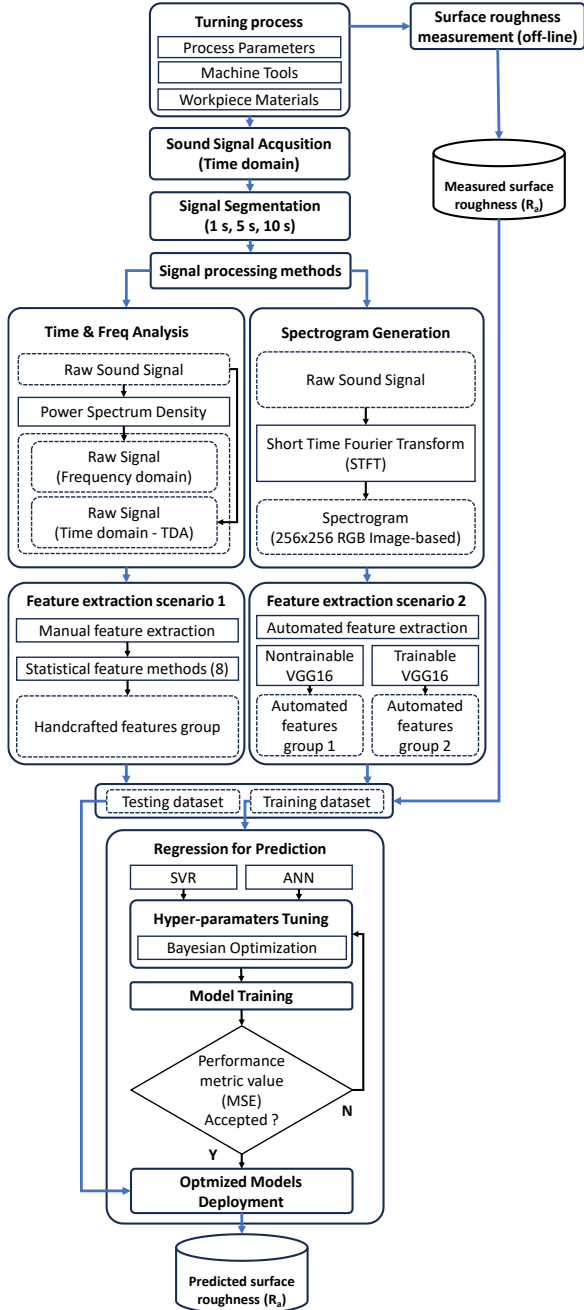 Turning process
Process Parameters
Machine Tools
Workpiece Materials
Surface roughness
measurement (off-line)
Sound Signal Acqusition
(Time domain)
Measured surface
roughness (Ra)
Signal Segmentation
(1 s, 5 s, 10 s)
Signal processing methods
Time & Freq Analysis
Raw Sound Signal
Power Spectrum Density
Raw Signal
(Frequency domain)
Raw Signal
(Time domain - TDA)
Spectrogram Generation
Raw Sound Signal
Short Time Fourier Transform
(STFT)
Spectrogram
(256x256 RGB Image-based)
Feature extraction scenario 1
Manual feature extraction
Statistical feature methods (8)
Handcrafted features group
Feature extraction scenario 2
Automated feature extraction
Nontrainable
VGG16
Automated
features
group 1
Trainable
VGG16
Automated
features
group 2
Testing dataset
Training dataset
Regression for Prediction
SVR
ANN
Hyper-paramaters Tuning
Bayesian Optimization
Model Training
Performance
metric value
(MSE)
Accepted ?
N
Y
Optmized Models
Deployment
Predicted surface
roughness (Ra)